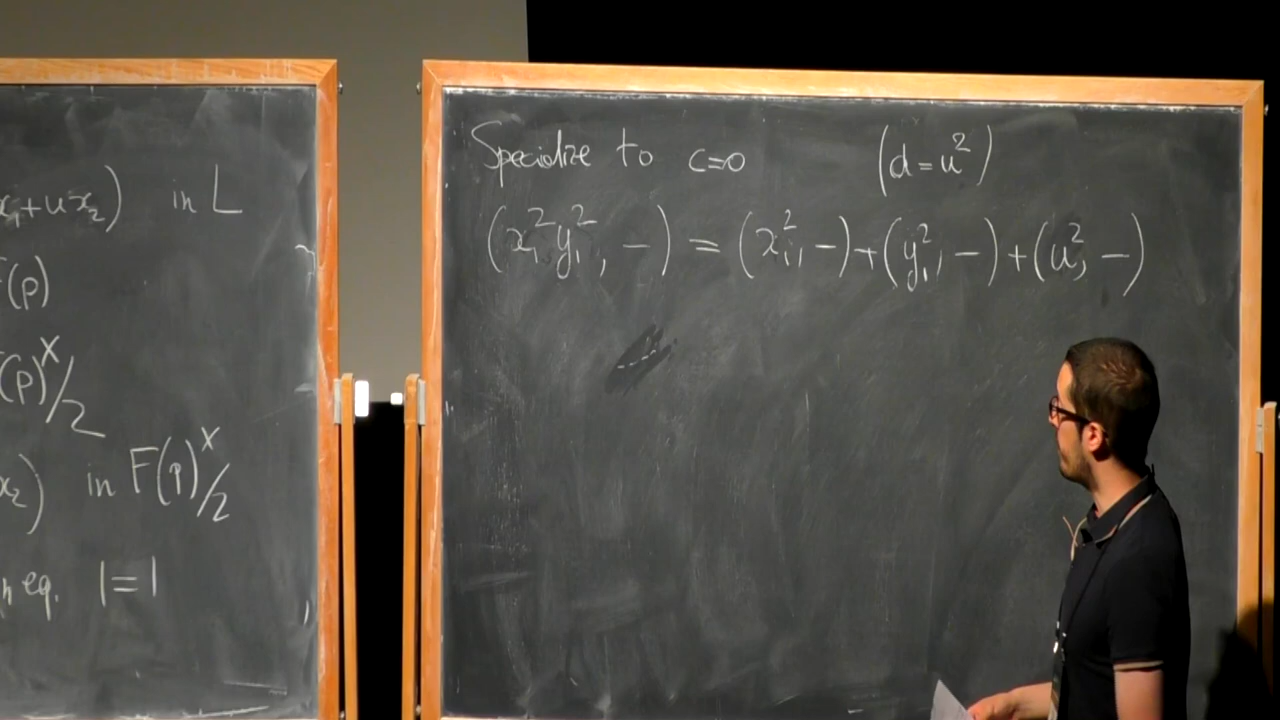 x₁+ux₂) in L
F(p)
(p)ˣ/2
x₂) in F(p)ˣ/2
eq. 1=1
Specialize to c=0 (d=u²)
(x₁²y₁², –) = (x₁², –)+(y₁², –)+(u², –)